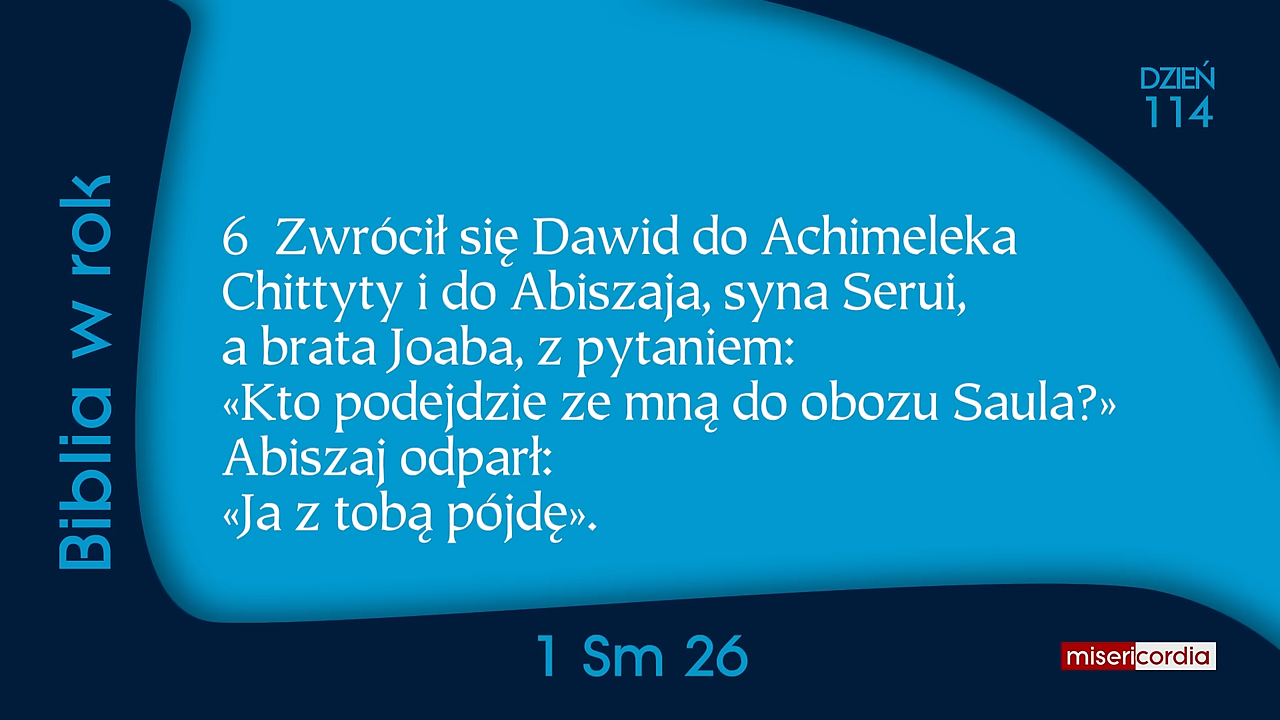 DZIEŃ
114
Biblia w rok
6 Zwrócił się Dawid do Achimeleka
Chittyty i do Abiszaja, syna Serui,
a brata Joaba, z pytaniem:
«Kto podejdzie ze mną do obozu Saula?»
Abiszaj odparł:
«Ja z tobą pójdę».
1 Sm 26
misericordia